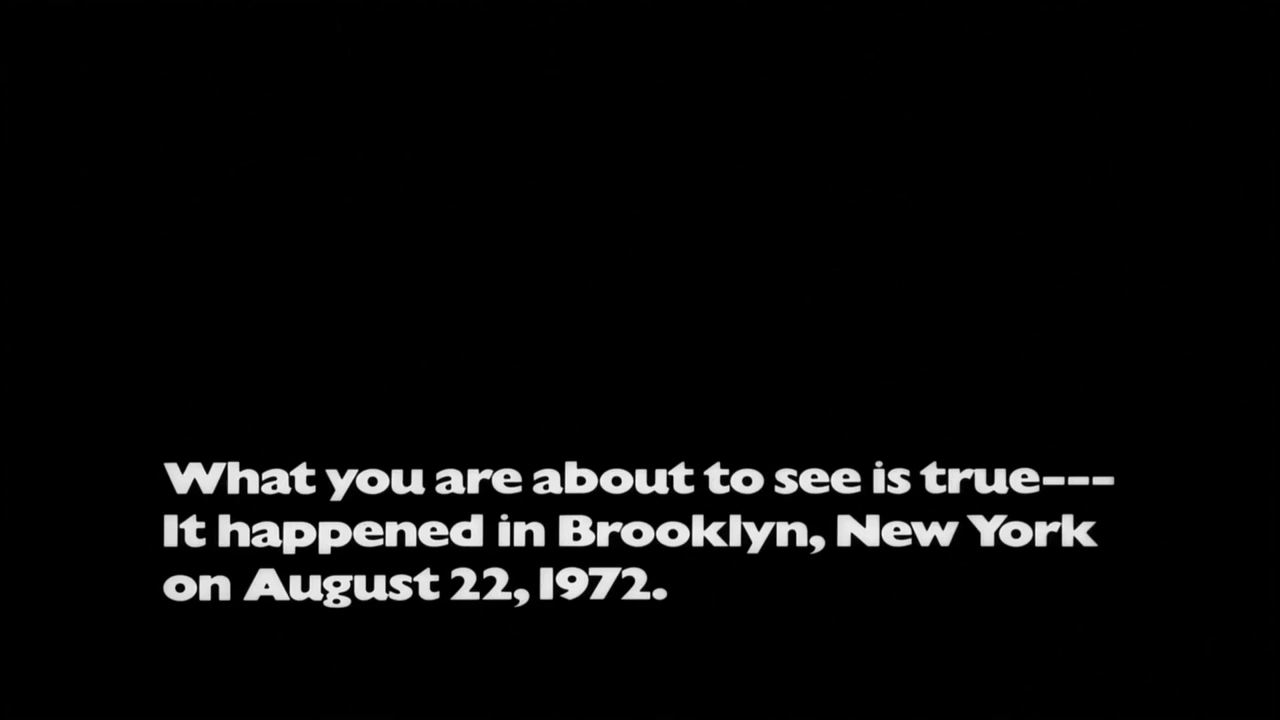 What you are about to see is true---
It happened in Brooklyn, New York
on August 22, 1972.